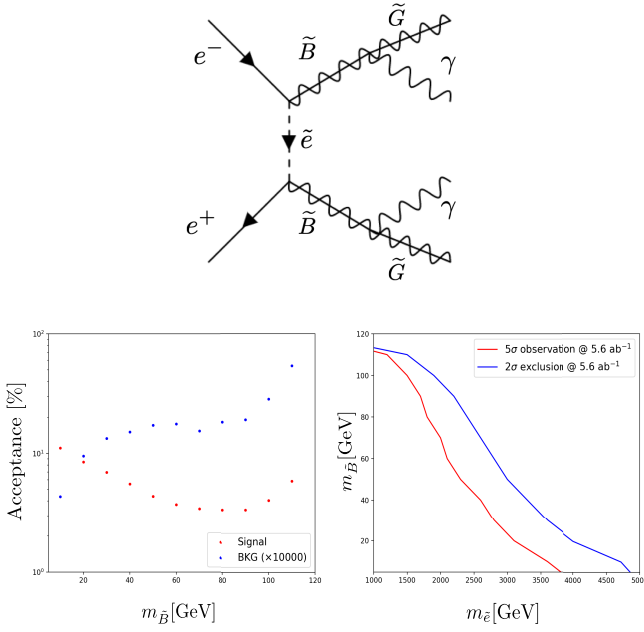 G̃
B̃
e⁻
γ
ẽ
e⁺
B̃
γ
G̃
10²
10¹
10⁰
Acceptance [%]
Signal
BKG (×10000)
20 40 60 80 100 120
m_B̃[GeV]
120
100
80
60
40
20
m_B̃[GeV]
5σ observation @ 5.6 ab⁻¹
2σ exclusion @ 5.6 ab⁻¹
1000 1500 2000 2500 3000 3500 4000 4500 500
m_ẽ[GeV]